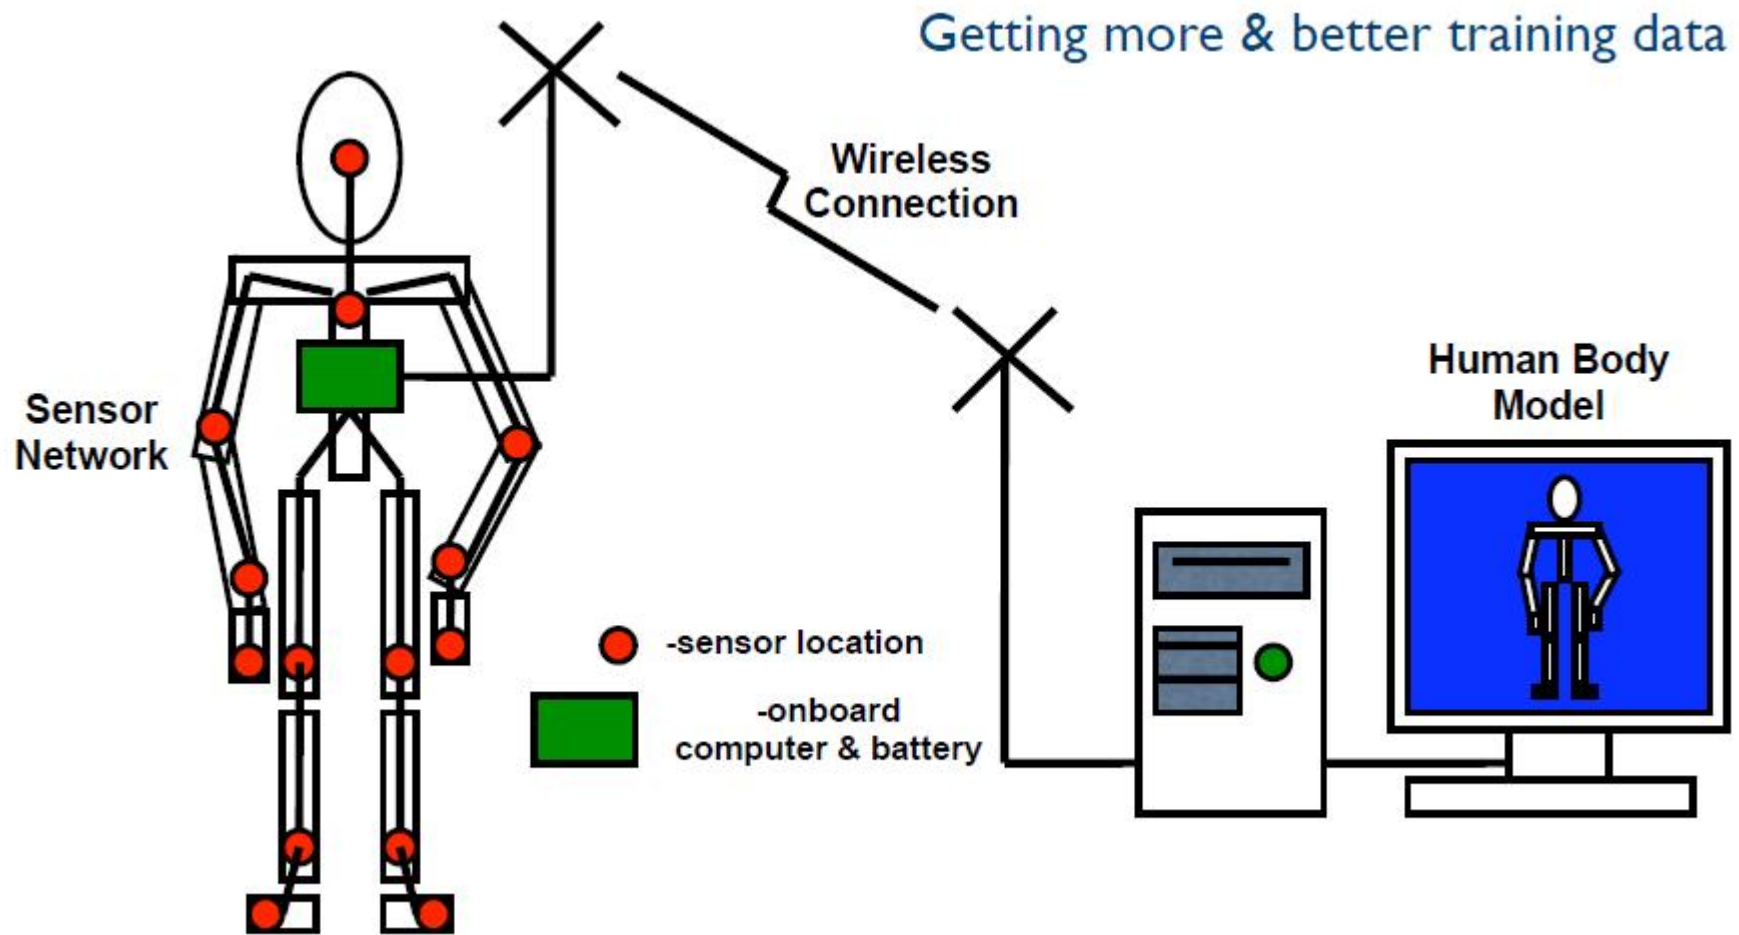 Getting more & better training data
Wireless
Connection
Human Body
Model
Sensor
Network
-sensor location
-onboard
computer & battery